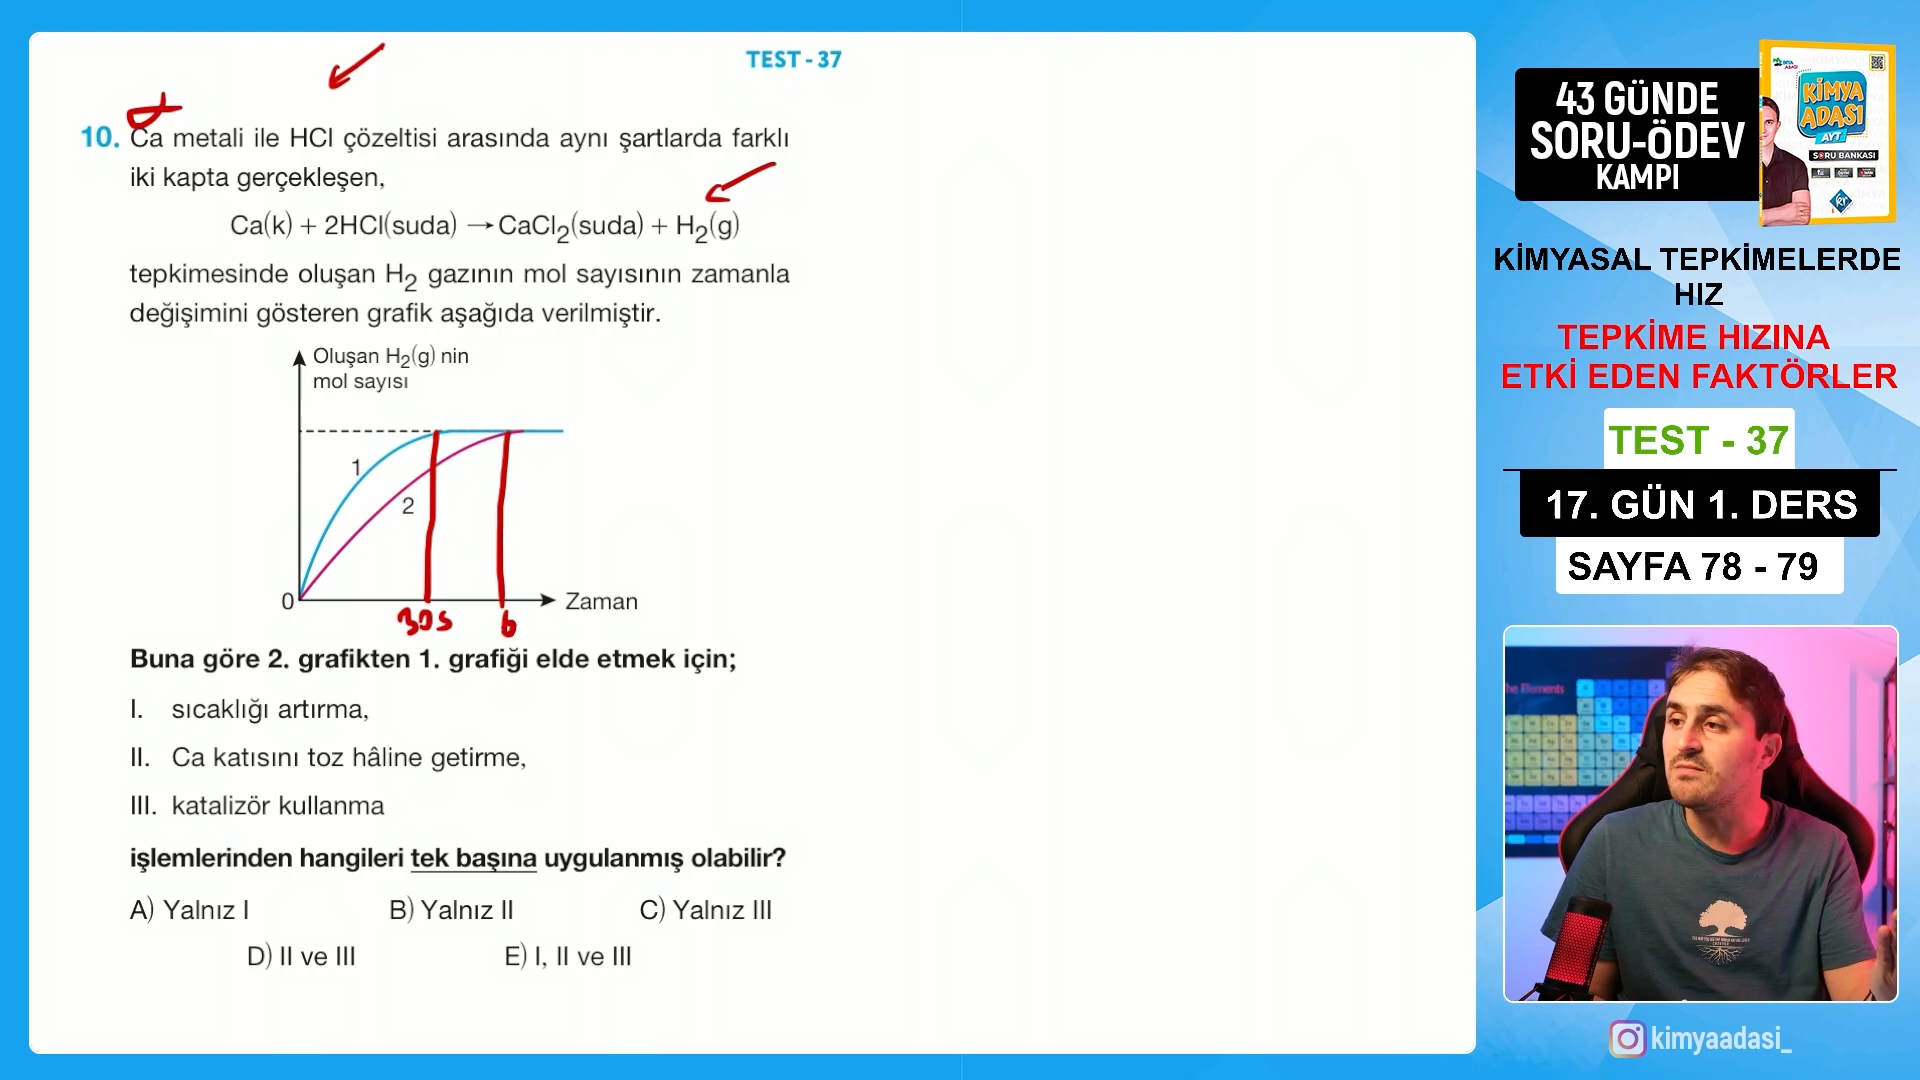 TEST - 37
10. Ca metali ile HCl çözeltisi arasında aynı şartlarda farklı
iki kapta gerçekleşen,
Ca(k) + 2HCl(suda) → CaCl₂(suda) + H₂(g)
tepkimesinde oluşan H₂ gazının mol sayısının zamanla
değişimini gösteren grafik aşağıda verilmiştir.
Oluşan H₂(g) nin
mol sayısı
1
2
0
Zaman
30s
Buna göre 2. grafikten 1. grafiği elde etmek için;
I. sıcaklığı artırma,
II. Ca katısını toz hâline getirme,
III. katalizör kullanma
işlemlerinden hangileri tek başına uygulanmış olabilir?
A) Yalnız I
B) Yalnız II
C) Yalnız III
D) II ve III
E) I, II ve III
43 GÜNDE
SORU-ÖDEV
KAMPI
KİMYA
ADASI
AYT
SORU BANKASI
KİMYASAL TEPKİMELERDE
HIZ
TEPKİME HIZINA
ETKİ EDEN FAKTÖRLER
TEST - 37
17. GÜN 1. DERS
SAYFA 78 - 79
he Elements
kimyaadasi_